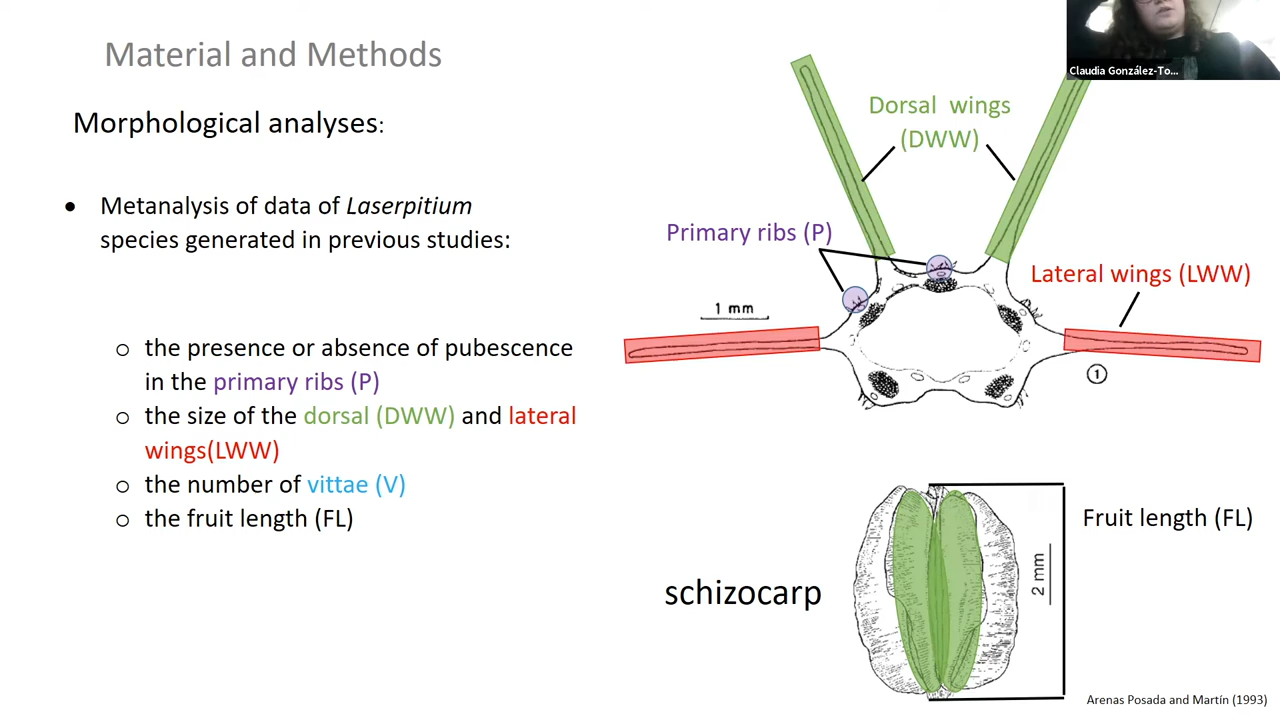 Material and Methods
Claudia González-To...
Morphological analyses:
Metanalysis of data of Laserpitium
species generated in previous studies:
the presence or absence of pubescence
in the primary ribs (P)
the size of the dorsal (DWW) and lateral
wings(LWW)
the number of vittae (V)
the fruit length (FL)
Dorsal wings
(DWW)
Primary ribs (P)
Lateral wings (LWW)
1 mm
1
schizocarp
2 mm
Fruit length (FL)
Arenas Posada and Martín (1993)